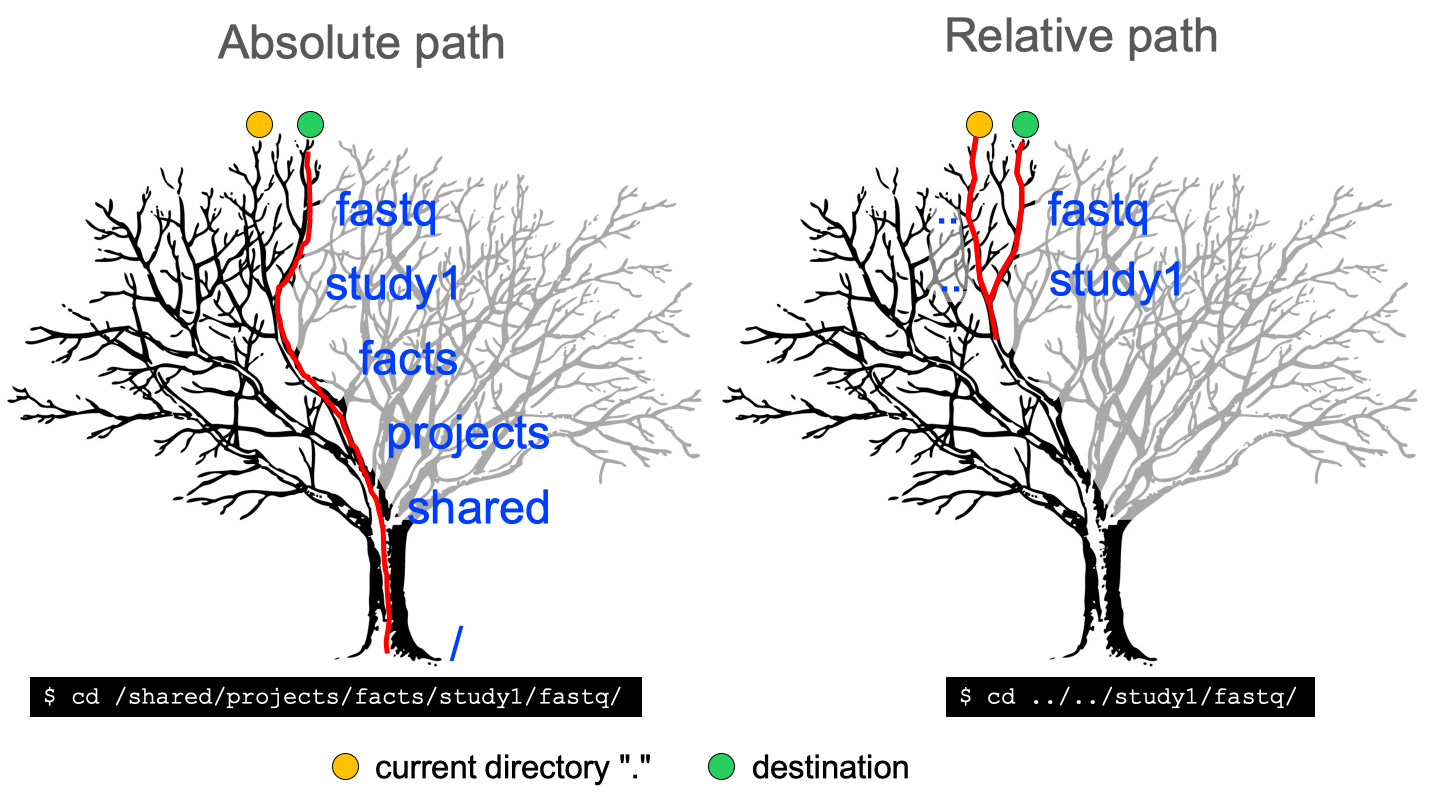 Absolute path
fastq
study1
facts
projects
shared
/
$ cd /shared/projects/facts/study1/fastq/
Relative path
.. fastq
.. study1
$ cd ../../study1/fastq/
current directory "."
destination